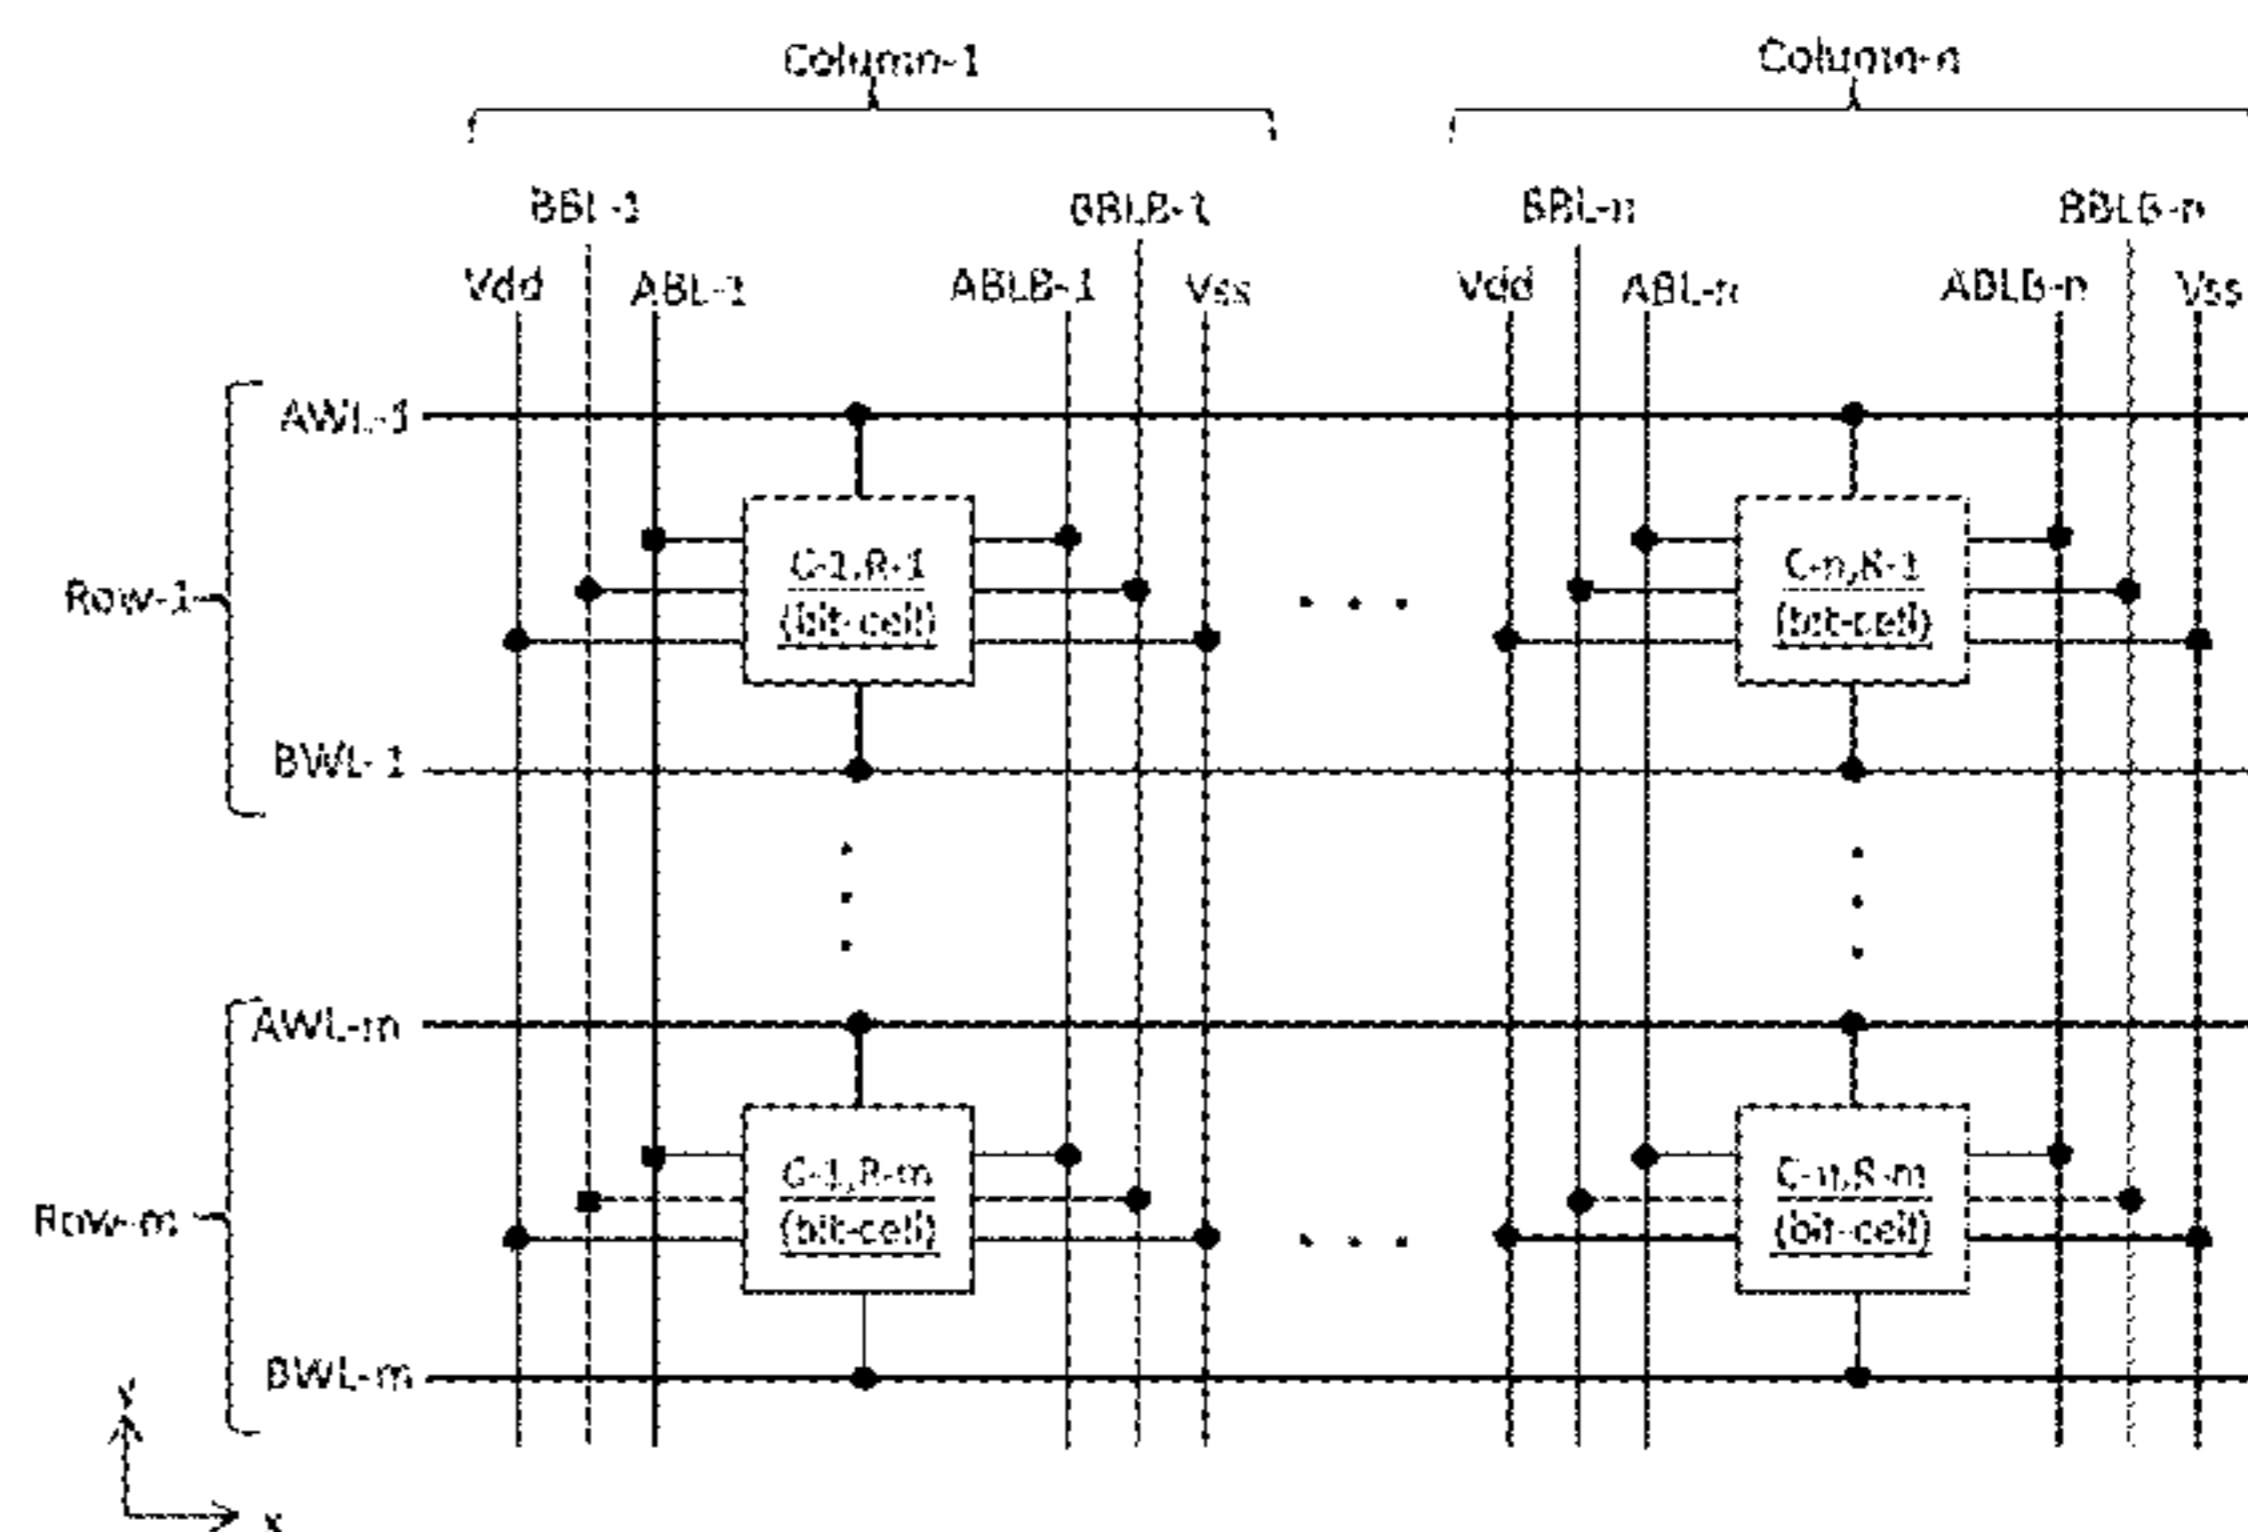 Column-1 Column-n
BBL-1 BBLB-1 BBL-n BBLB-n
Vdd ABL-1 ABLB-1 Vss Vdd ABL-n ABLB-n Vss
AWL-1
C-1,R-1 C-n,R-1
Row-1 . . . 
(bit-cell) (bit-cell)
BWL-1
AWL-m
C-1,R-m C-n,R-m
Row-m . . .
(bit-cell) (bit-cell)
BWL-m
Y
X